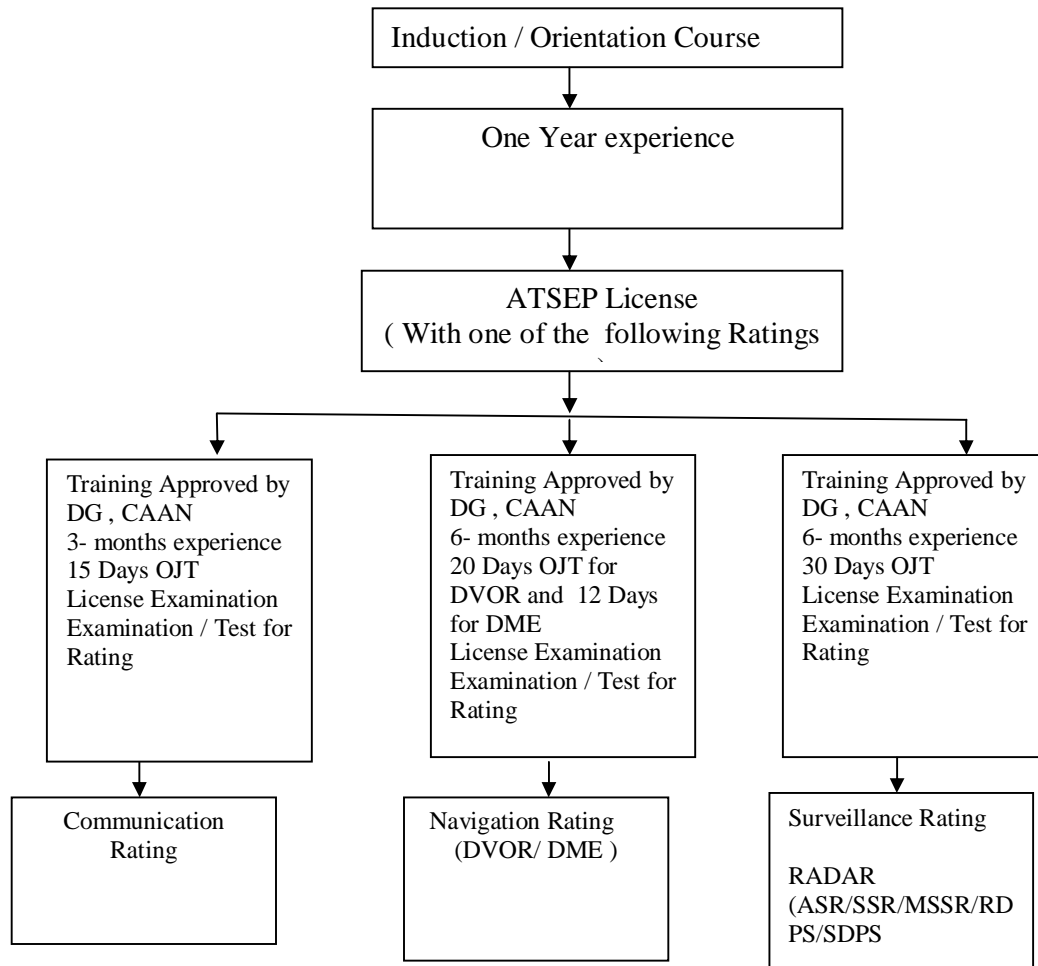 Induction / Orientation Course
One Year experience
ATSEP License
( With one of the following Ratings
Training Approved by
DG , CAAN
3- months experience
15 Days OJT
License Examination
Examination / Test for
Rating
Training Approved by
DG , CAAN
6- months experience
20 Days OJT for
DVOR and 12 Days
for DME
License Examination
Examination / Test for
Rating
Training Approved by
DG , CAAN
6- months experience
30 Days OJT
License Examination
Examination / Test for
Rating
Communication
Rating
Navigation Rating
(DVOR/ DME )
Surveillance Rating
RADAR
(ASR/SSR/MSSR/RD
PS/SDPS